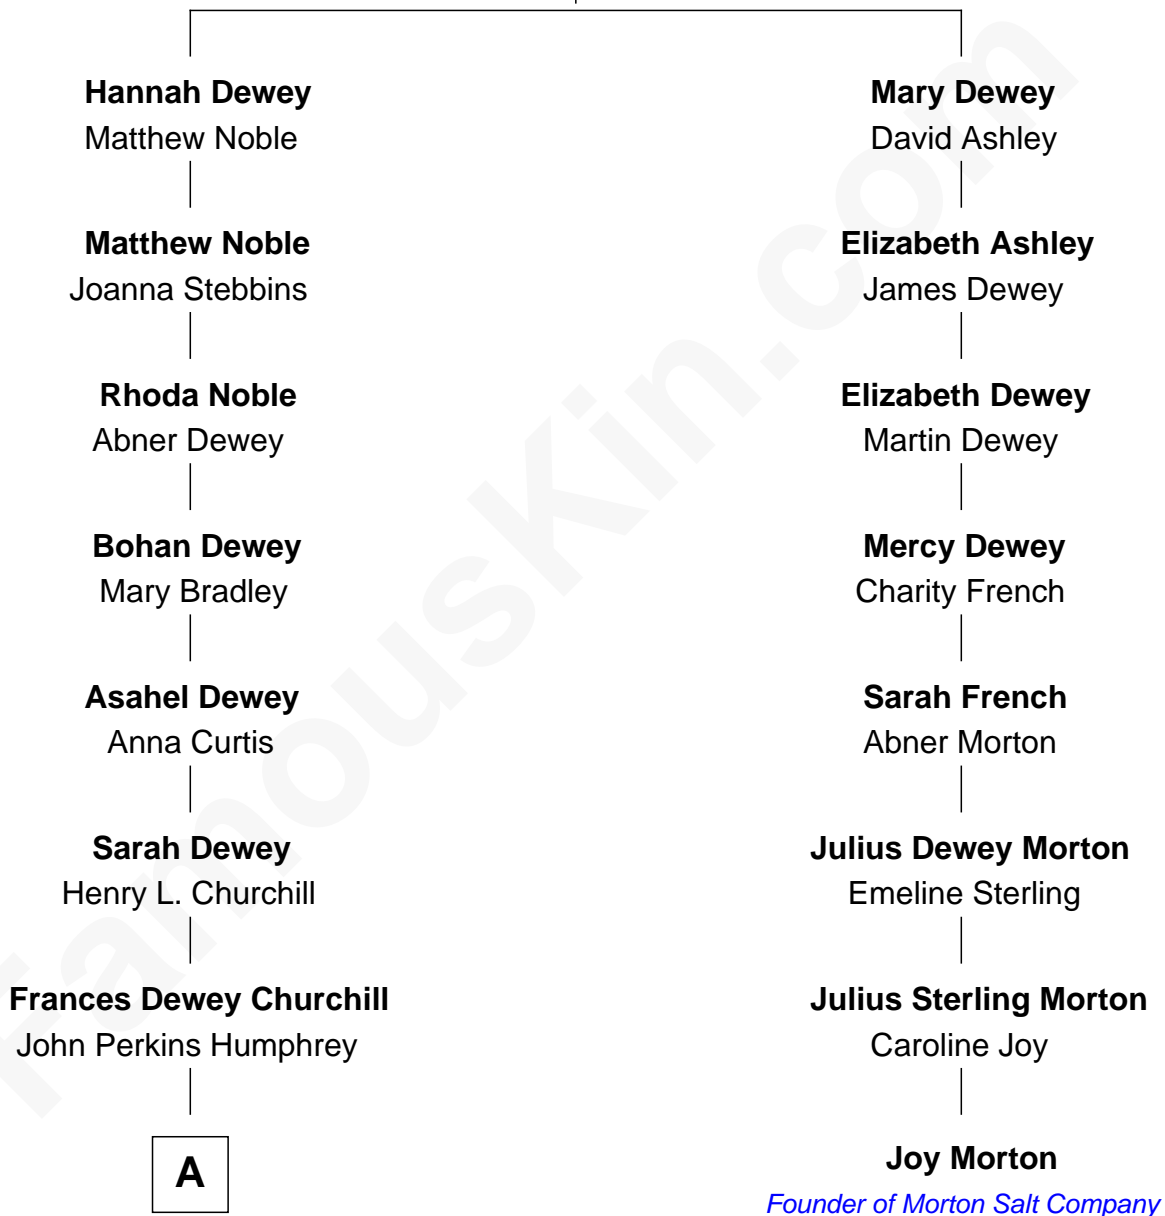 Hannah Dewey
Matthew Noble
Matthew Noble
Joanna Stebbins
Rhoda Noble
Abner Dewey
Bohan Dewey
Mary Bradley
Asahel Dewey
Anna Curtis
Sarah Dewey
Henry L. Churchill
Frances Dewey Churchill
John Perkins Humphrey
A
Mary Dewey
David Ashley
Elizabeth Ashley
James Dewey
Elizabeth Dewey
Martin Dewey
Mercy Dewey
Charity French
Sarah French
Abner Morton
Julius Dewey Morton
Emeline Sterling
Julius Sterling Morton
Caroline Joy
Joy Morton
Founder of Morton Salt Company
FamousKin.com